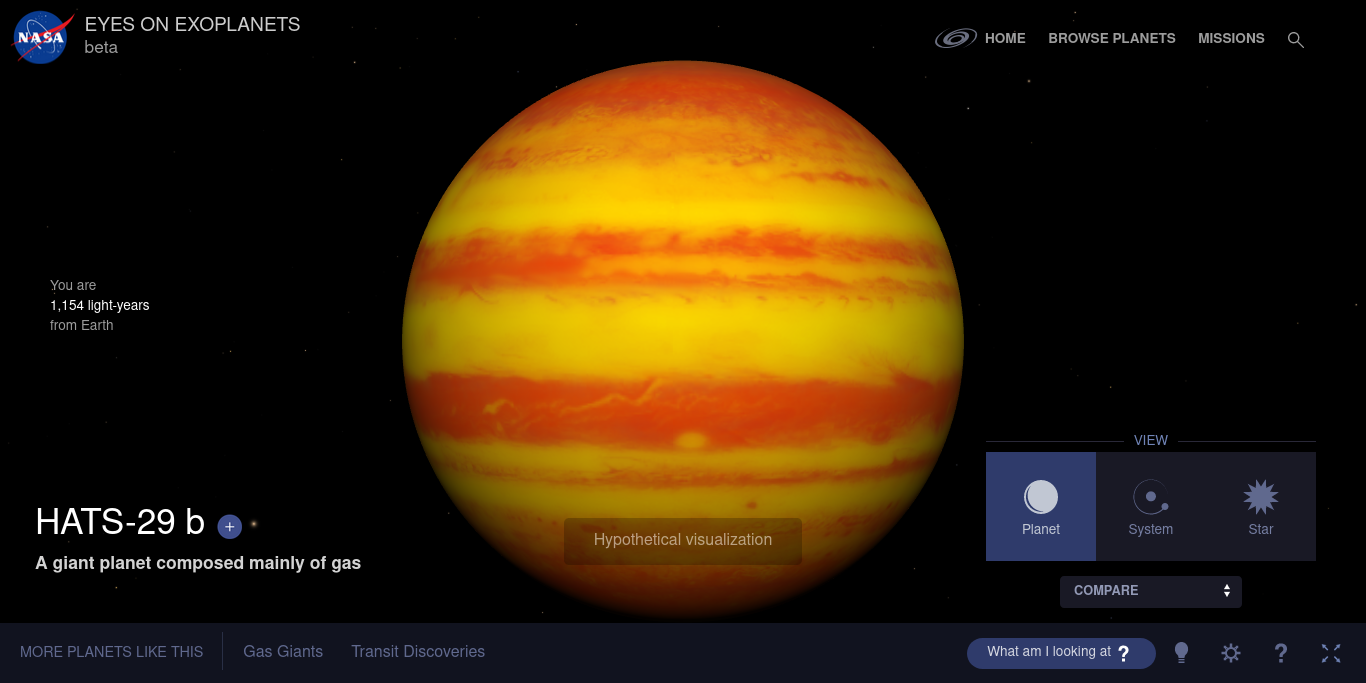 NASA
EYES ON EXOPLANETS
beta
HOME
BROWSE PLANETS
MISSIONS
You are
1,154 light-years
from Earth
HATS-29 b +
A giant planet composed mainly of gas
Hypothetical visualization
VIEW
Planet
System
Star
COMPARE
MORE PLANETS LIKE THIS
Gas Giants
Transit Discoveries
What am I looking at ?
?